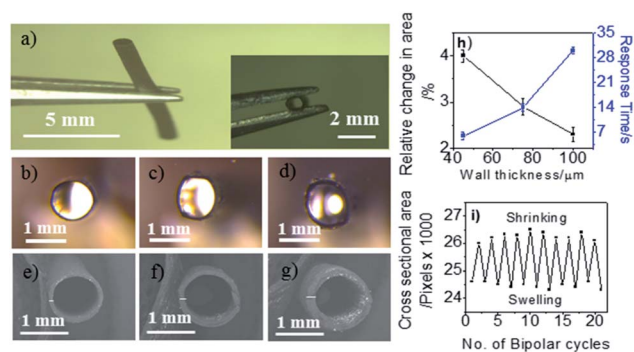 a)
5 mm
2 mm
b)
1 mm
c)
1 mm
d)
1 mm
e)
1 mm
f)
1 mm
g)
1 mm
h)
Relative change in area
/%
4
3
2
Response Time/s
35
28
21
14
7
50 75 100
Wall thickness/μm
i)
Cross sectional area
/Pixels x 1000
27
26
25
24
Shrinking
Swelling
0 5 10 15 20
No. of Bipolar cycles